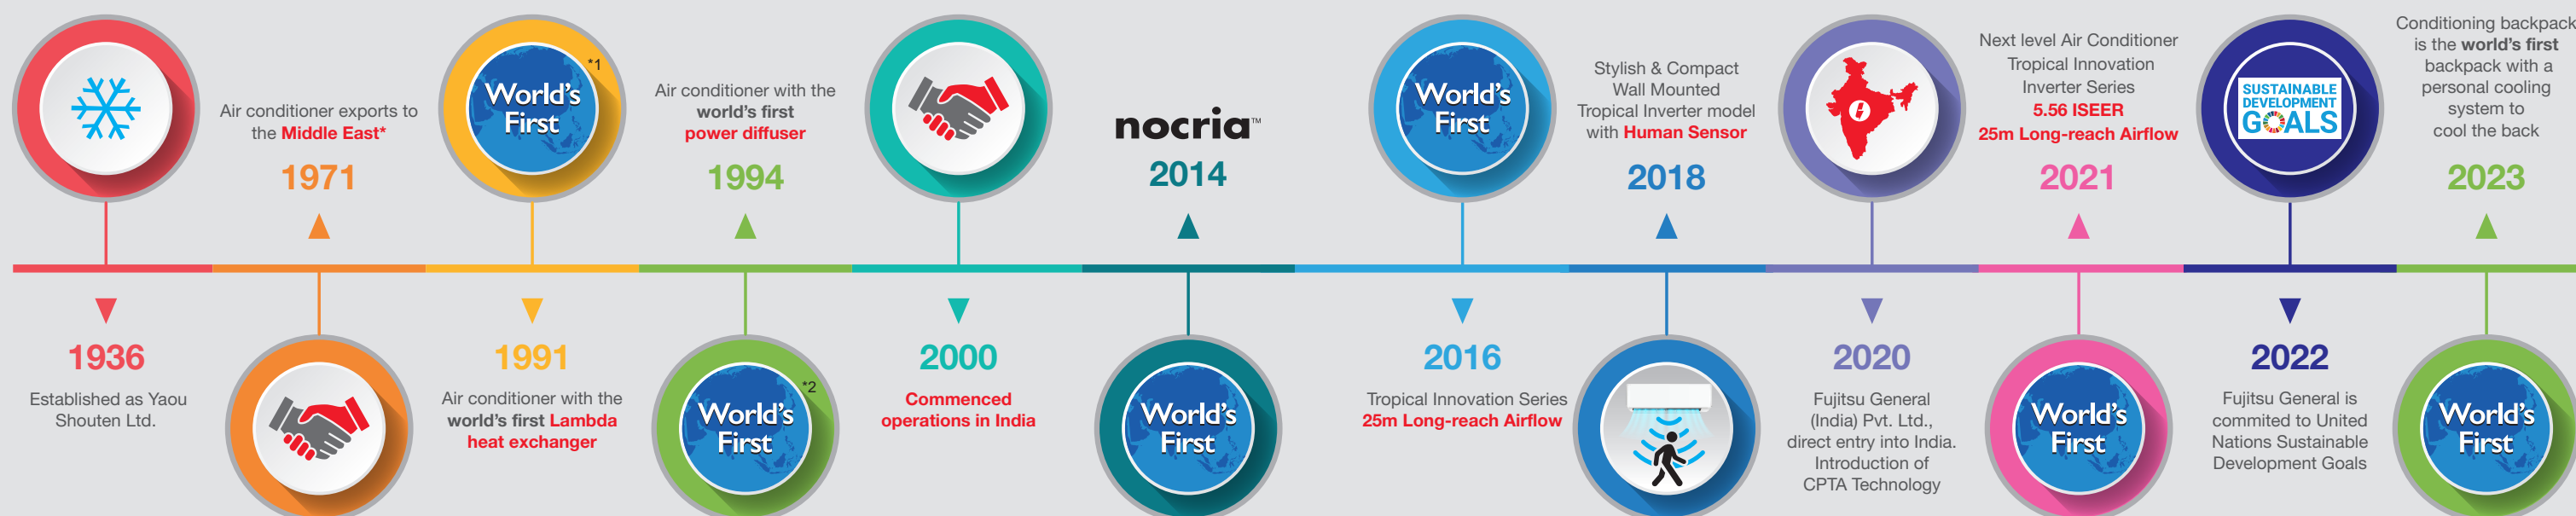 1936
Established as Yaou
Shouten Ltd.
Air conditioner exports to
the Middle East*
1971
World's
First
*1
1991
Air conditioner with the
world's first Lambda
heat exchanger
Air conditioner with the
world's first
power diffuser
1994
World's
First
*2
2000
Commenced
operations in India
nocria™
2014
World's
First
World's
First
2016
Tropical Innovation Series
25m Long-reach Airflow
Stylish & Compact
Wall Mounted
Tropical Inverter model
with Human Sensor
2018
2020
Fujitsu General
(India) Pvt. Ltd.,
direct entry into India.
Introduction of
CPTA Technology
Next level Air Conditioner
Tropical Innovation
Inverter Series
5.56 ISEER
25m Long-reach Airflow
2021
World's
First
SUSTAINABLE
DEVELOPMENT
GOALS
2022
Fujitsu General is
commited to United
Nations Sustainable
Development Goals
Conditioning backpack
is the world's first
backpack with a
personal cooling
system to
cool the back
2023
World's
First